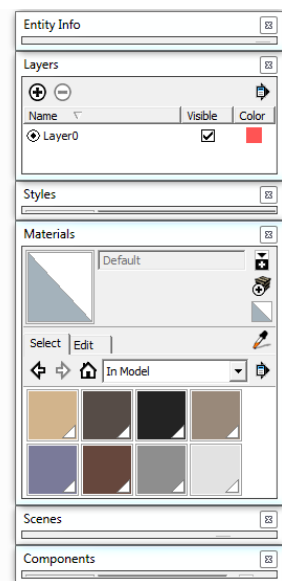 Entity Info
Layers
Name Visible Color
Layer0
Styles
Materials
Default
Select Edit
In Model
Scenes
Components